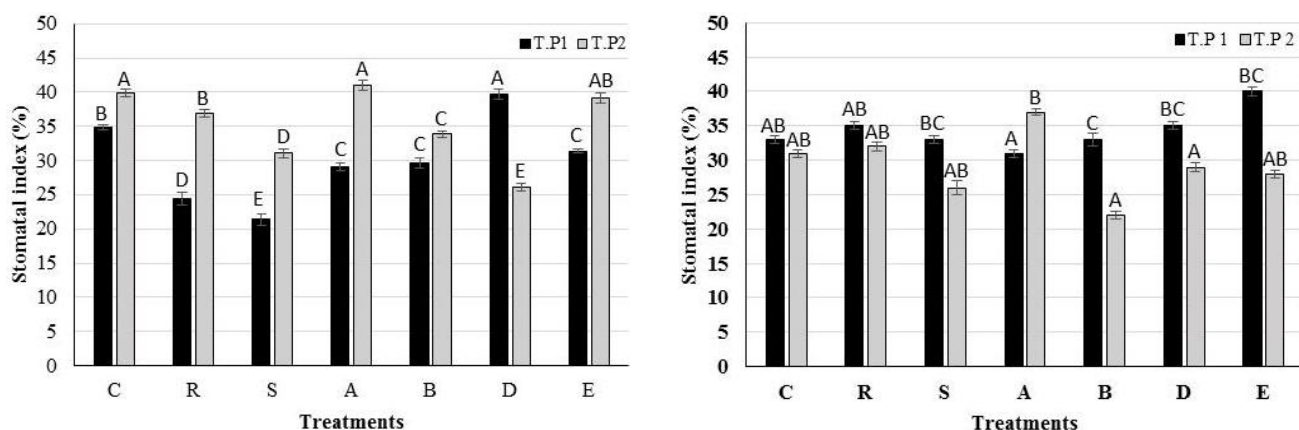 50
45
40
35
30
25
20
15
10
5
0
Stomatal index (%)
T.P1 T.P2
B A D B E D C A C C A E C AB
C R S A B D E
Treatments
50
45
40
35
30
25
20
15
10
5
0
Stomatal index (%)
T.P 1 T.P 2
AB AB AB AB BC AB A B C A BC A BC AB
C R S A B D E
Treatments